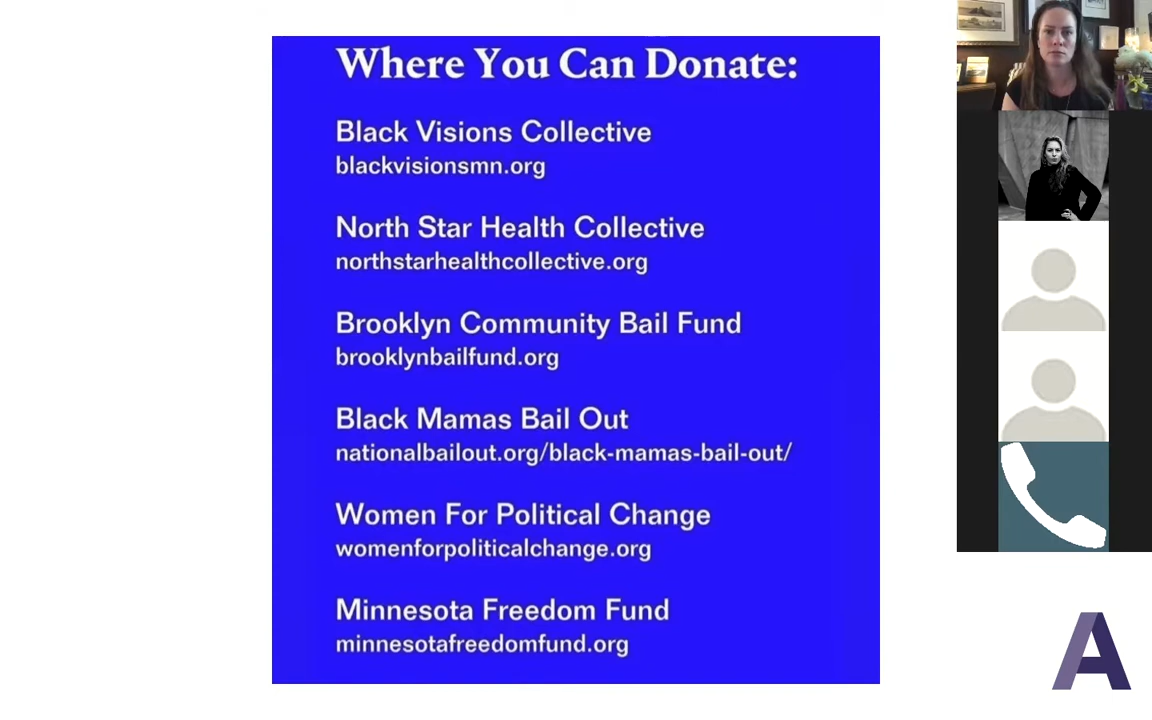 Where You Can Donate:
Black Visions Collective
blackvisionsmn.org
North Star Health Collective
northstarhealthcollective.org
Brooklyn Community Bail Fund
brooklynbailfund.org
Black Mamas Bail Out
nationalbailout.org/black-mamas-bail-out/
Women For Political Change
womenforpoliticalchange.org
Minnesota Freedom Fund
minnesotafreedomfund.org
A